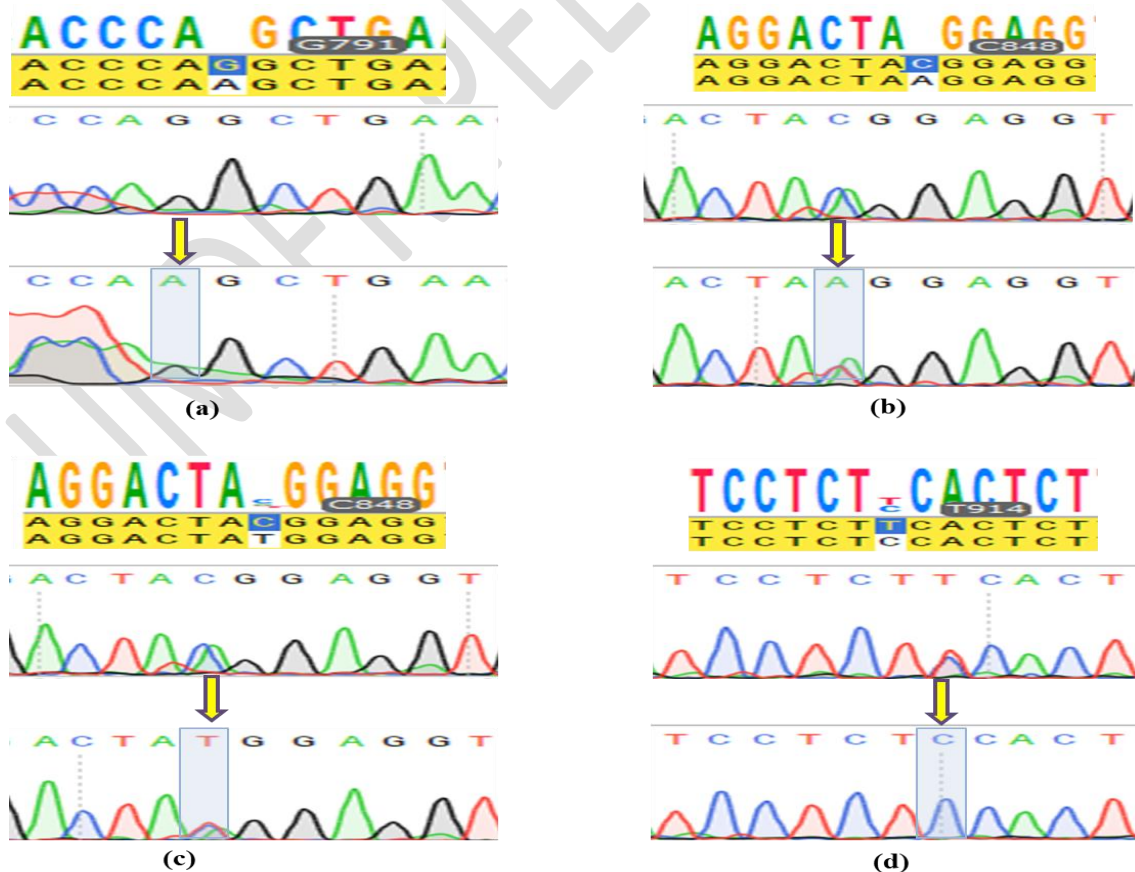 ACCCA GCTGA
G791
ACCCAGGCTGA
ACCCAAGCTGA
C C A G G C T G A A
C C A A G C T G A A
(a)
AGGACTA GGAGG
C848
AGGACTACGGAGG
AGGACTAAGGAGG
A C T A C G G A G G T
A C T A A G G A G G T
(b)
AGGACTA C GGAGG
C848
AGGACTACGGAGG
AGGACTATGGAGG
A C T A C G G A G G T
A C T A T G G A G G T
(c)
TCCTCT T C CACTCT
T914
TCCTCTTCACTCT
TCCTCTCCACTCT
T C C T C T T C A C T
T C C T C T C C A C T
(d)